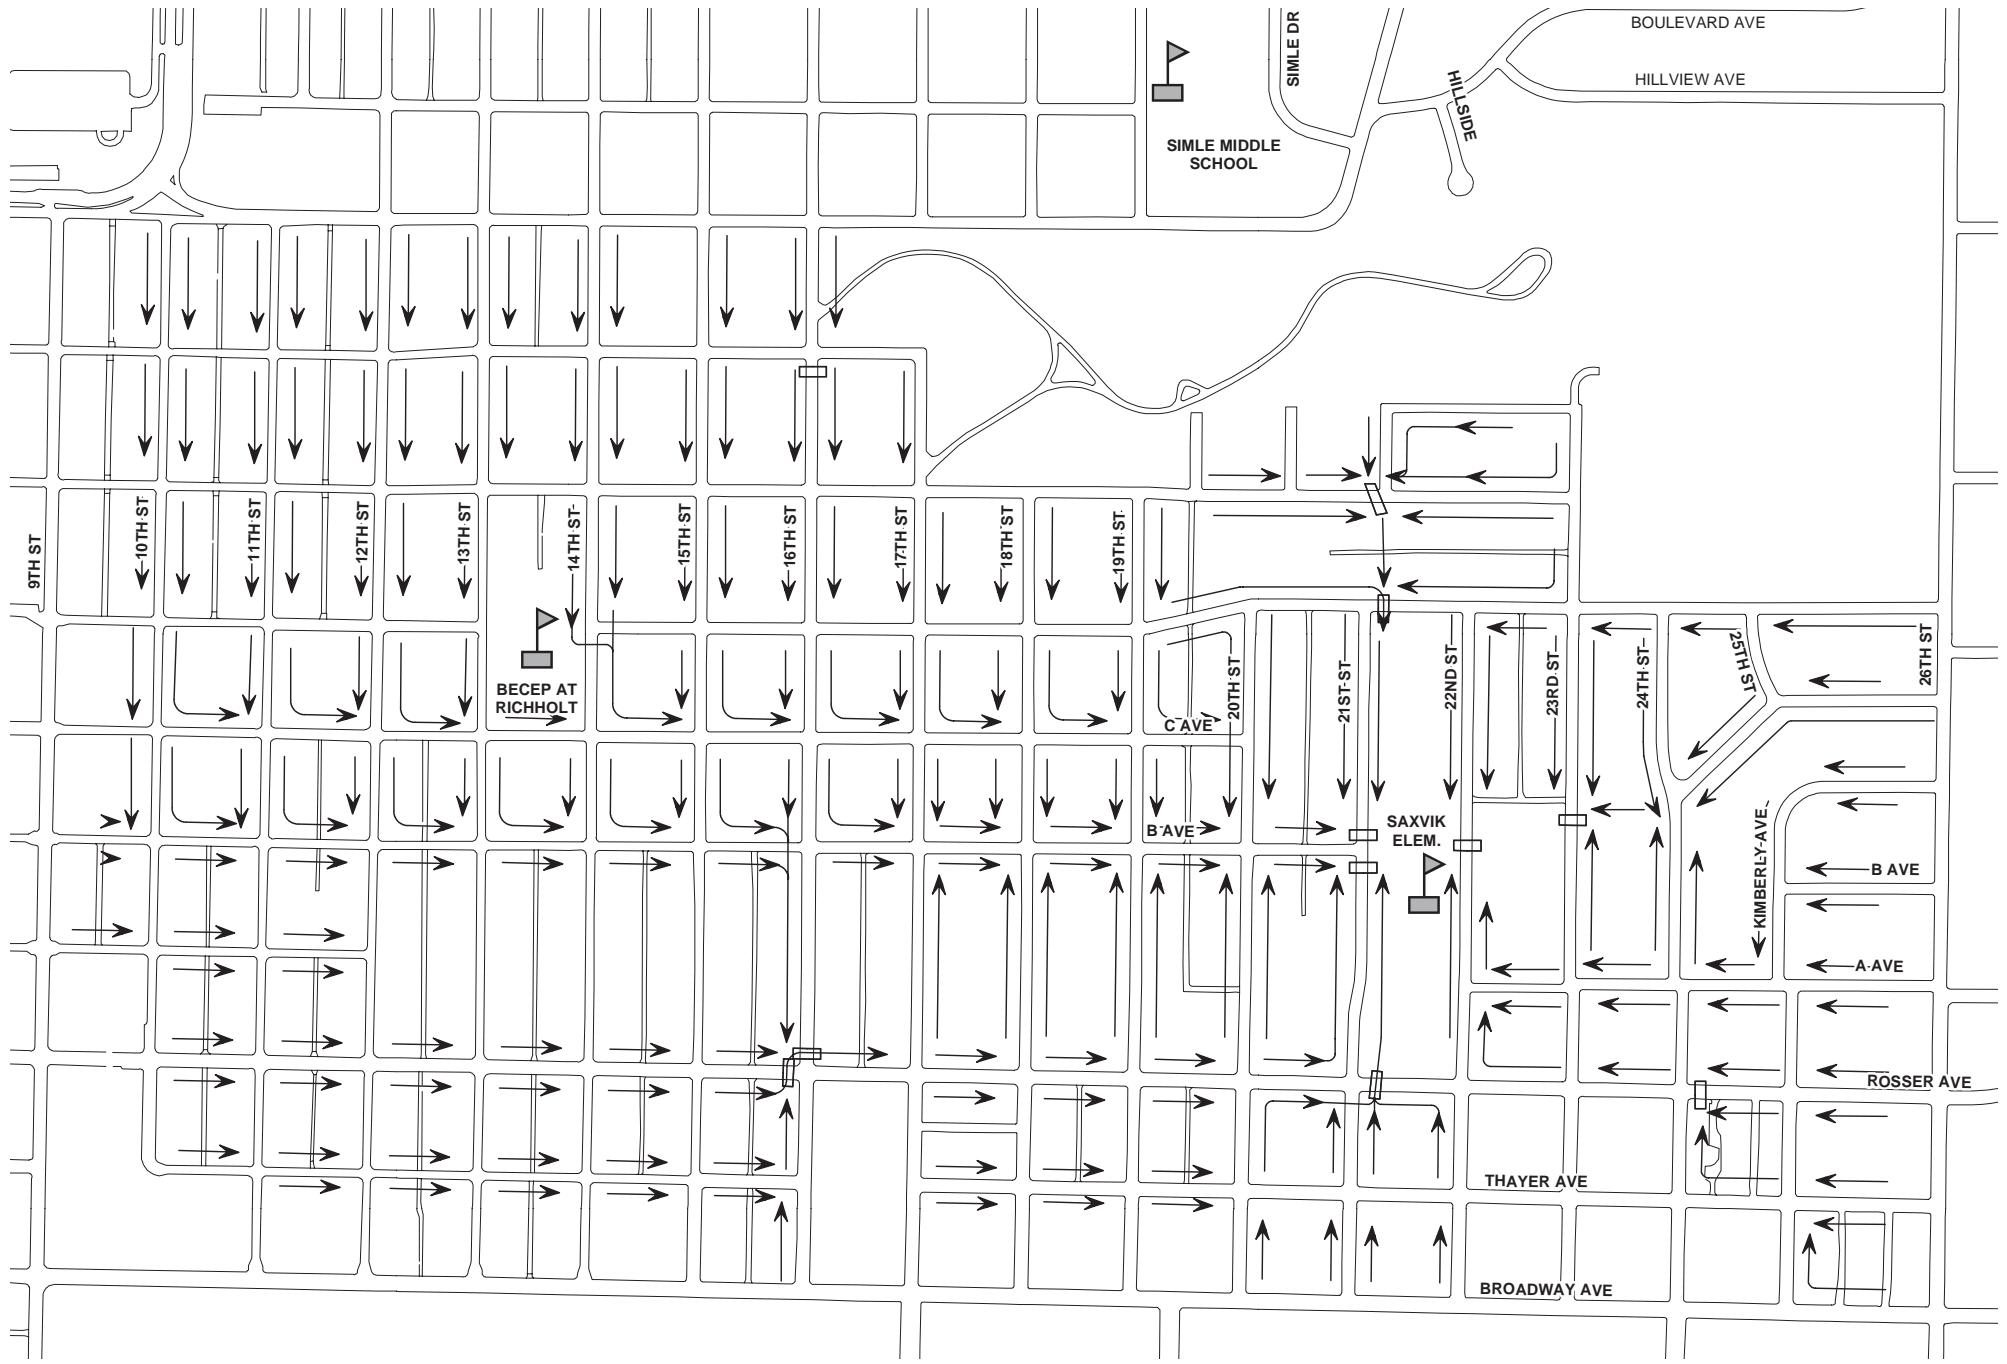 BOULEVARD AVE
HILLVIEW AVE
SIMLE DR
HILLSIDE
SIMLE MIDDLE
SCHOOL
9TH ST
10TH ST
11TH ST
12TH ST
13TH ST
14TH ST
15TH ST
16TH ST
17TH ST
18TH ST
19TH ST
20TH ST
21ST ST
22ND ST
23RD ST
24TH ST
25TH ST
26TH ST
BECEP AT
RICHHOLT
C AVE
B AVE
SAXVIK
ELEM.
KIMBERLY AVE
B AVE
A AVE
ROSSER AVE
THAYER AVE
BROADWAY AVE